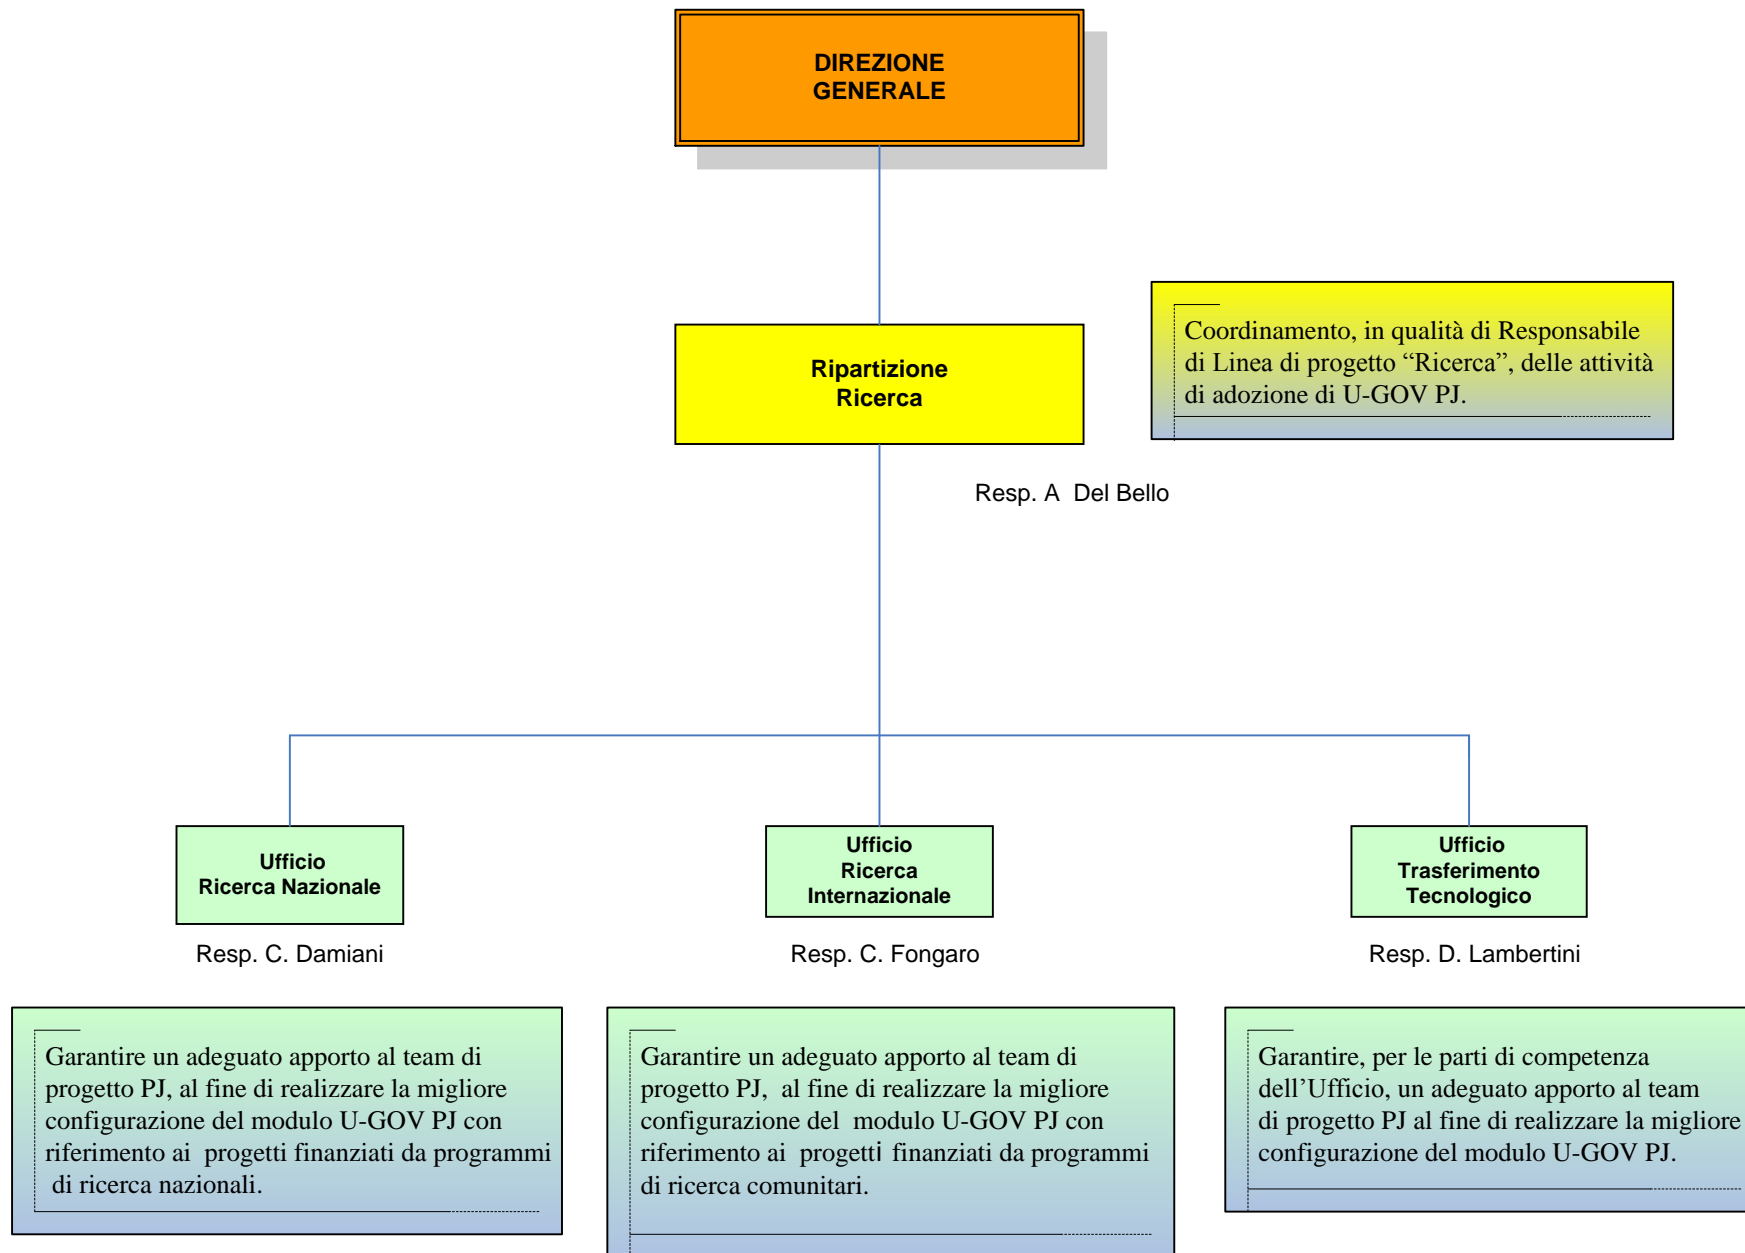 DIREZIONE
GENERALE
Ripartizione
Ricerca
Coordinamento, in qualità di Responsabile
di Linea di progetto “Ricerca”, delle attività
di adozione di U-GOV PJ.
Resp. A  Del Bello
Ufficio
Ricerca Nazionale
Resp. C. Damiani
Garantire un adeguato apporto al team di
progetto PJ, al fine di realizzare la migliore
configurazione del modulo U-GOV PJ con
riferimento ai  progetti finanziati da programmi
di ricerca nazionali.
Ufficio
Ricerca
Internazionale
Resp. C. Fongaro
Garantire un adeguato apporto al team di
progetto PJ,  al fine di realizzare la migliore
configurazione del  modulo U-GOV PJ con
riferimento ai  progetti finanziati da programmi
di ricerca comunitari.
Ufficio
Trasferimento
Tecnologico
Resp. D. Lambertini
Garantire, per le parti di competenza
dell’Ufficio, un adeguato apporto al team
di progetto PJ al fine di realizzare la migliore
configurazione del modulo U-GOV PJ.